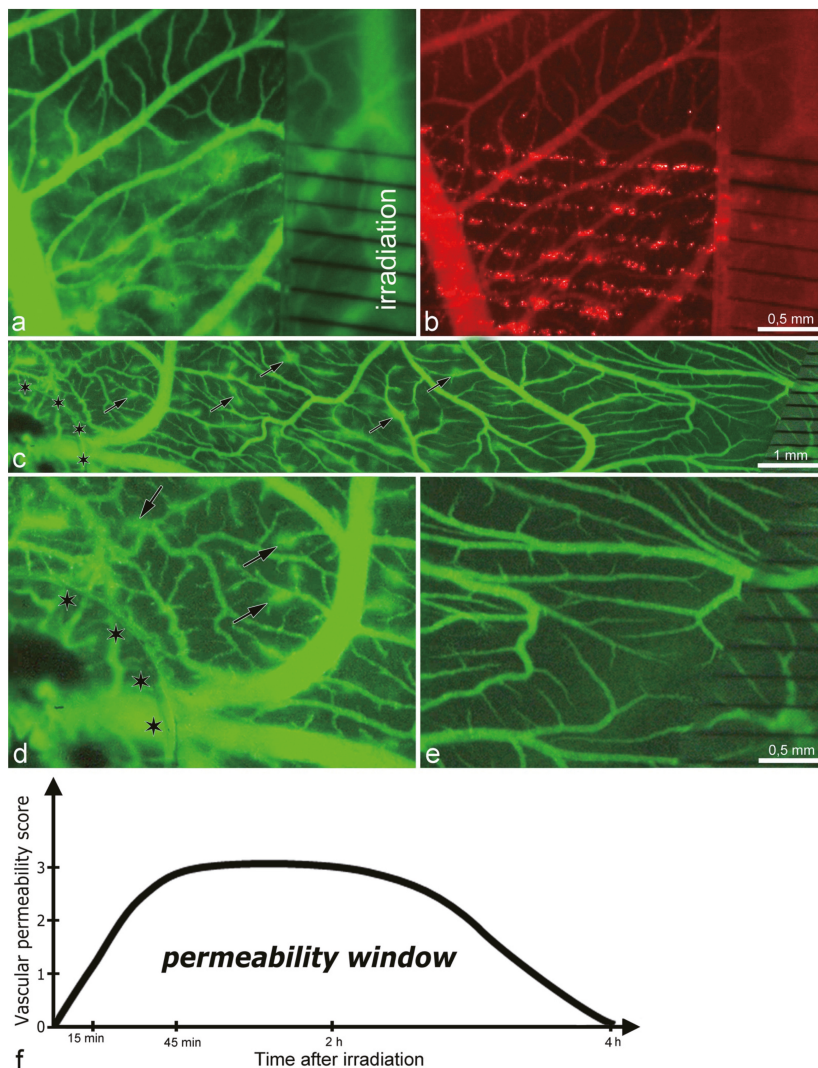 irradiation
a
b
0,5 mm
c
1 mm
d
e
0,5 mm
Vascular permeability score
3
2
1
0
permeability window
15 min
45 min
2 h
4 h
Time after irradiation
f